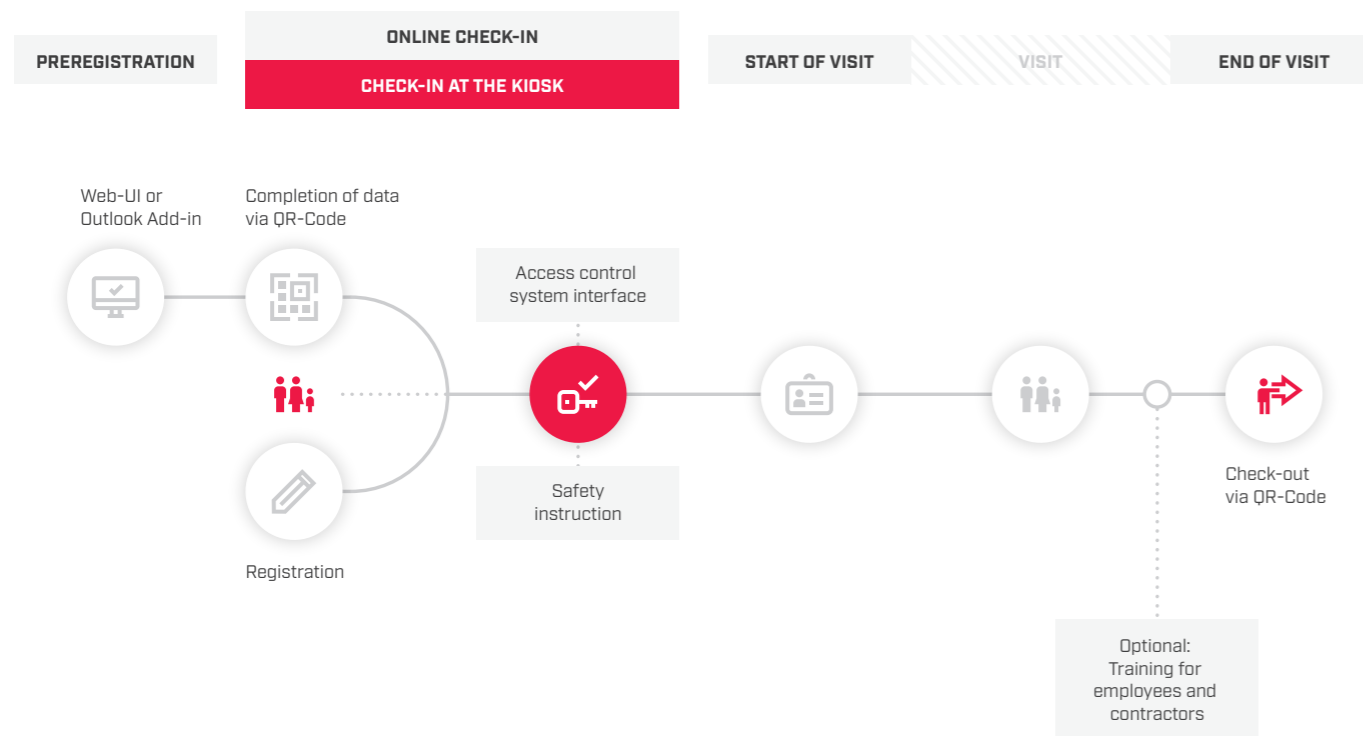 PREREGISTRATION
ONLINE CHECK-IN
CHECK-IN AT THE KIOSK
START OF VISIT
VISIT
END OF VISIT
Web-UI or
Outlook Add-in
Completion of data
via QR-Code
Access control
system interface
Safety
instruction
Registration
Check-out
via QR-Code
Optional:
Training for
employees and
contractors